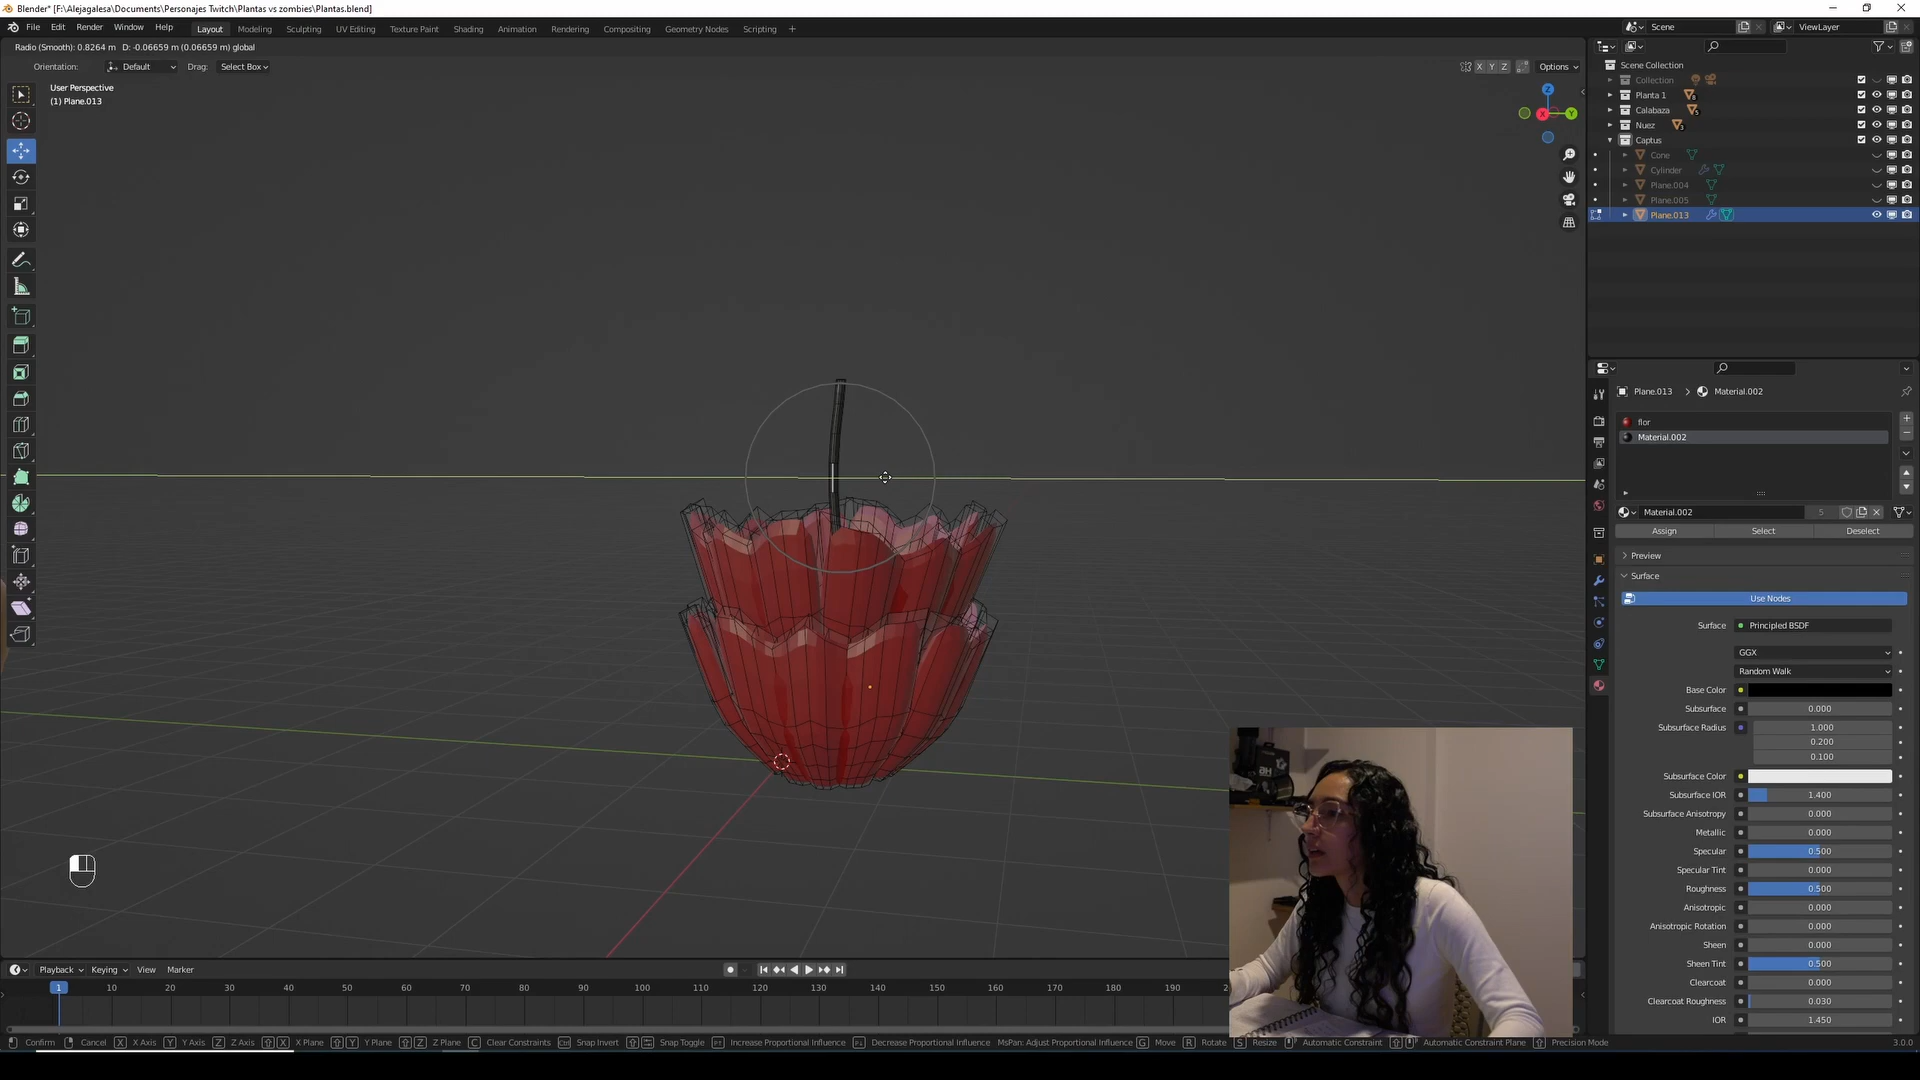 Blender* [F:\Alejagalesa\Documents\Personajes Twitch\Plantas vs zombies\Plantas.blend]
File Edit Render Window Help Layout Modeling Sculpting UV Editing Texture Paint Shading Animation Rendering Compositing Geometry Nodes Scripting + Scene ViewLayer
Radio (Smooth): 0.8264 m D: -0.06659 m (0.06659 m) global
Orientation: Default Drag: Select Box X Y Z Options
User Perspective
(1) Plane.013
Z
X Y
Scene Collection
Collection
Planta 1
Calabaza
Nuez
Captus
Cone
Cylinder
Plane.004
Plane.005
Plane.013
Plane.013 > Material.002
flor
Material.002
Material.002 5
Assign Select Deselect
Preview
Surface
Use Nodes
Surface Principled BSDF
GGX
Random Walk
Base Color
Subsurface 0.000
Subsurface Radius 1.000
0.200
0.100
Subsurface Color
Subsurface IOR 1.400
Subsurface Anisotropy 0.000
Metallic 0.000
Specular 0.500
Specular Tint 0.000
Roughness 0.500
Anisotropic 0.000
Anisotropic Rotation 0.000
Sheen 0.000
Sheen Tint 0.500
Clearcoat 0.000
Clearcoat Roughness 0.030
IOR 1.450
Playback Keying View Marker
1 10 20 30 40 50 60 70 80 90 100 110 120 130 140 150 160 170 180 190
Confirm Cancel X X Axis Y Y Axis Z Z Axis X X Plane Y Y Plane Z Z Plane C Clear Constraints Snap Invert Snap Toggle Increase Proportional Influence Decrease Proportional Influence MsPan: Adjust Proportional Influence G Move R Rotate S Resize Automatic Constraint Automatic Constraint Plane Precision Mode 3.0.0